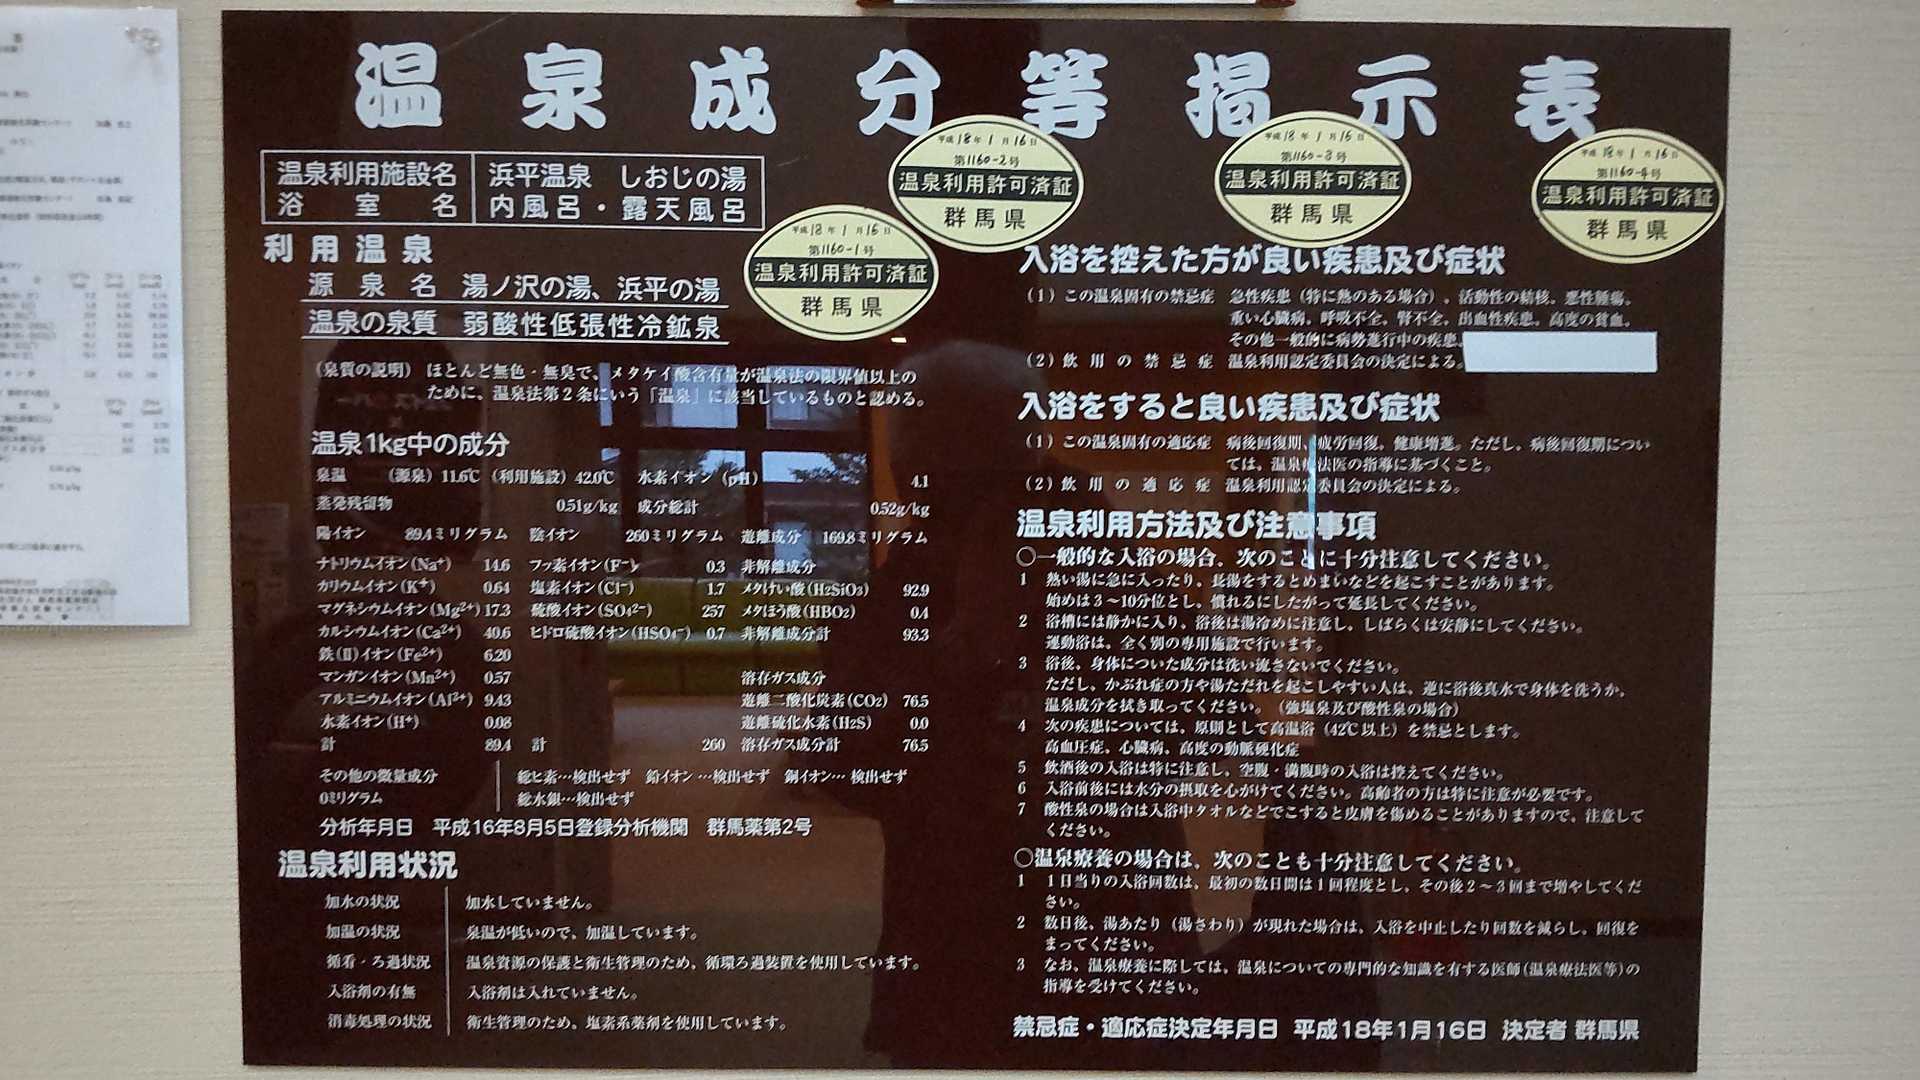 温泉成分等掲示表
温泉利用施設名 浜平温泉 しおじの湯
浴室名 内風呂・露天風呂
平成18年1月16日
第1160-1号
温泉利用許可済証
群馬県
平成18年1月16日
第1160-2号
温泉利用許可済証
群馬県
平成18年1月16日
第1160-3号
温泉利用許可済証
群馬県
平成18年1月16日
第1160-4号
温泉利用許可済証
群馬県
利用温泉
源泉名 湯ノ沢の湯、浜平の湯
温泉の泉質 弱酸性低張性冷鉱泉
(泉質の説明) ほとんど無色・無臭で、メタケイ酸含有量が温泉法の限界値以上の
ために、温泉法第2条にいう「温泉」に該当しているものと認める。
温泉1kg中の成分
泉温 (源泉) 11.6℃ (利用施設) 42.0℃ 水素イオン (pH) 4.1
蒸発残留物 0.51g/kg 成分総計 0.52g/kg
陽イオン 89.4ミリグラム 陰イオン 260ミリグラム 遊離成分 169.8ミリグラム
ナトリウムイオン(Na⁺) 14.6 フッ素イオン(F⁻) 0.3 非解離成分
カリウムイオン(K⁺) 0.64 塩素イオン(Cl⁻) 1.7 メタけい酸(H2SiO3) 92.9
マグネシウムイオン(Mg²⁺) 17.3 硫酸イオン(SO4²⁻) 257 メタほう酸(HBO2) 0.4
カルシウムイオン(Ca²⁺) 40.6 ヒドロ硫酸イオン(HSO4⁻) 0.7 非解離成分計 93.3
鉄(Ⅱ)イオン(Fe²⁺) 6.20
マンガンイオン(Mn²⁺) 0.57 溶存ガス成分
アルミニウムイオン(Al³⁺) 9.43 遊離二酸化炭素(CO2) 76.5
水素イオン(H⁺) 0.08 遊離硫化水素(H2S) 0.0
計 89.4 計 260 溶存ガス成分計 76.5
その他の微量成分 総ヒ素…検出せず 鉛イオン…検出せず 銅イオン…検出せず
0ミリグラム 総水銀…検出せず
分析年月日 平成16年8月5日登録分析機関 群馬薬第2号
温泉利用状況
加水の状況 加水していません。
加温の状況 泉温が低いので、加温しています。
循看・ろ過状況 温泉資源の保護と衛生管理のため、循環ろ過装置を使用しています。
入浴剤の有無 入浴剤は入れていません。
消毒処理の状況 衛生管理のため、塩素系薬剤を使用しています。
入浴を控えた方が良い疾患及び症状
(1) この温泉固有の禁忌症 急性疾患(特に熱のある場合)、活動性の結核、悪性腫瘍、
重い心臓病、呼吸不全、腎不全、出血性疾患、高度の貧血、
その他一般的に病勢進行中の疾患。
(2) 飲用の禁忌症 温泉利用認定委員会の決定による。
入浴をすると良い疾患及び症状
(1) この温泉固有の適応症 病後回復期、疲労回復、健康増進。ただし、病後回復期につい
ては、温泉療法医の指導に基づくこと。
(2) 飲用の適応症 温泉利用認定委員会の決定による。
温泉利用方法及び注意事項
○一般的な入浴の場合、次のことに十分注意してください。
1 熱い湯に急に入ったり、長湯をするとめまいなどを起こすことがあります。
始めは3~10分位とし、慣れるにしたがって延長してください。
2 浴槽には静かに入り、浴後は湯冷めに注意し、しばらくは安静にしてください。
運動浴は、全く別の専用施設で行います。
3 浴後、身体についた成分は洗い流さないでください。
ただし、かぶれ症の方や湯ただれを起こしやすい人は、逆に浴後真水で身体を洗うか、
温泉成分を拭き取ってください。(強塩泉及び酸性泉の場合)
4 次の疾患については、原則として高温浴(42℃以上)を禁忌とします。
高血圧症、心臓病、高度の動脈硬化症
5 飲酒後の入浴は特に注意し、空腹・満腹時の入浴は控えてください。
6 入浴前後には水分の摂取を心がけてください。高齢者の方は特に注意が必要です。
7 酸性泉の場合は入浴中タオルなどでこすると皮膚を傷めることがありますので、注意して
ください。
○温泉療養の場合は、次のことも十分注意してください。
1 1日当りの入浴回数は、最初の数日間は1回程度とし、その後2~3回まで増やしてくだ
さい。
2 数日後、湯あたり(湯さわり)が現れた場合は、入浴を中止したり回数を減らし、回復を
まってください。
3 なお、温泉療養に際しては、温泉についての専門的な知識を有する医師(温泉療法医等)の
指導を受けてください。
禁忌症・適応症決定年月日 平成18年1月16日 決定者 群馬県